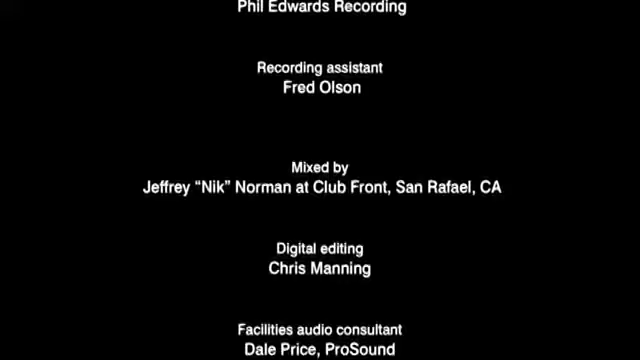 Phil Edwards Recording
Recording assistant
Fred Olson
Mixed by
Jeffrey “Nik” Norman at Club Front, San Rafael, CA
Digital editing
Chris Manning
Facilities audio consultant
Dale Price, ProSound